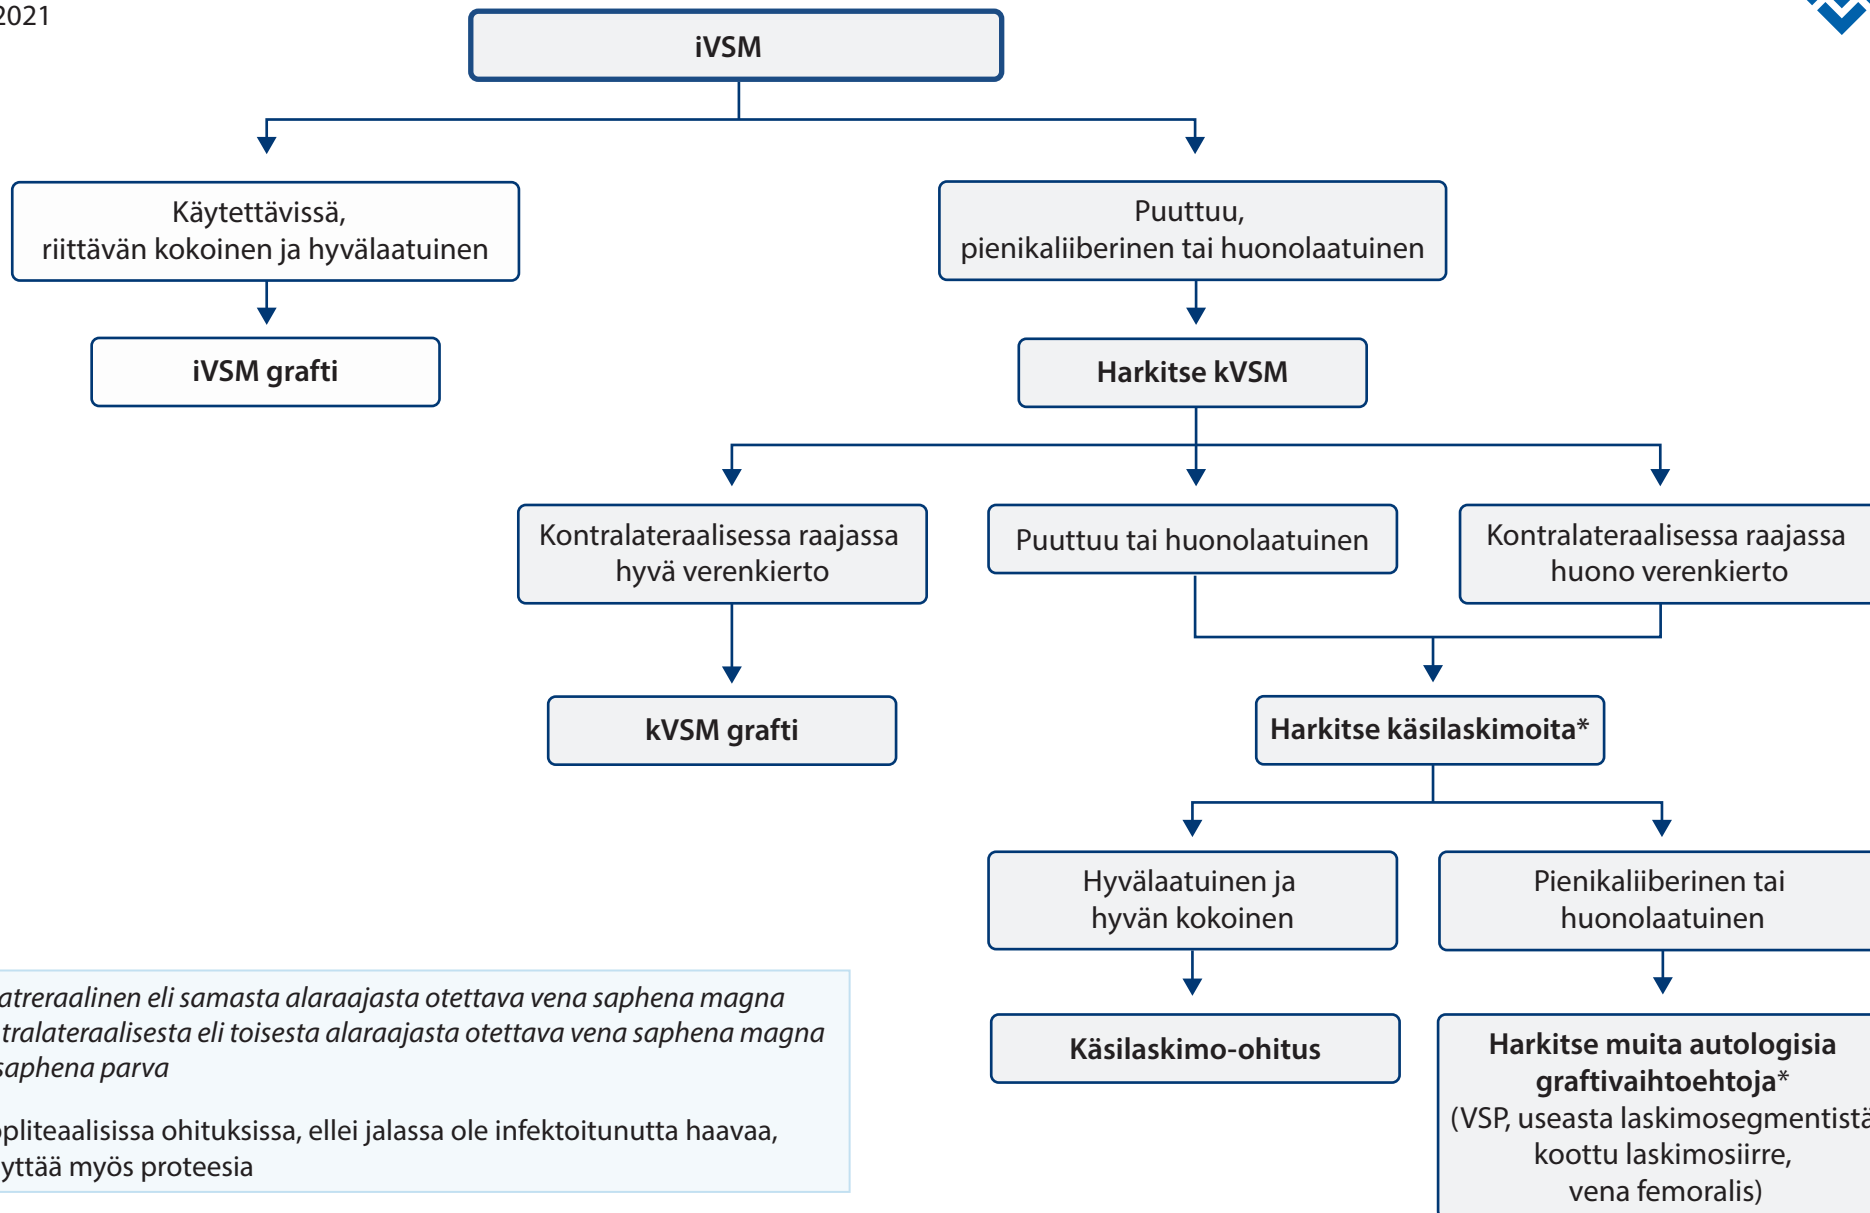 2021
iVSM
Käytettävissä,
riittävän kokoinen ja hyvälaatuinen
Puuttuu,
pienikaliiberinen tai huonolaatuinen
iVSM grafti
Harkitse kVSM
Kontralateraalisessa raajassa
hyvä verenkierto
Puuttuu tai huonolaatuinen
Kontralateraalisessa raajassa
huono verenkierto
kVSM grafti
Harkitse käsilaskimoita*
Hyvälaatuinen ja
hyvän kokoinen
Pienikaliiberinen tai
huonolaatuinen
Käsilaskimo-ohitus
Harkitse muita autologisia
graftivaihtoehtoja*
(VSP, useasta laskimosegmentistä
koottu laskimosiirre,
vena femoralis)
atreraalinen eli samasta alaraajasta otettava vena saphena magna
tralateraalisesta eli toisesta alaraajasta otettava vena saphena magna
saphena parva
pliteaalisissa ohituksissa, ellei jalassa ole infektoitunutta haavaa,
yttää myös proteesia